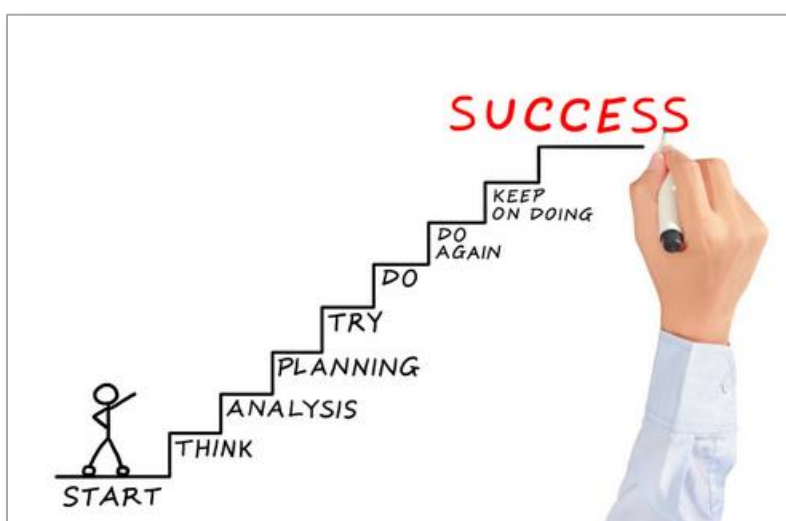 SUCCESS
KEEP
ON DOING
DO
AGAIN
DO
TRY
PLANNING
ANALYSIS
THINK
START